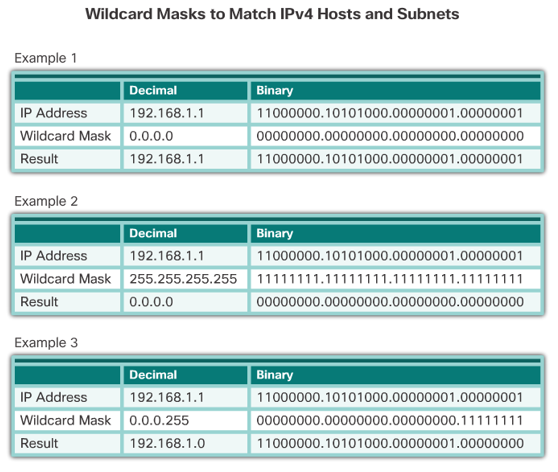 Wildcard Masks to Match IPv4 Hosts and Subnets
Example 1
Decimal Binary
IP Address 192.168.1.1 11000000.10101000.00000001.00000001
Wildcard Mask 0.0.0.0 00000000.00000000.00000000.00000000
Result 192.168.1.1 11000000.10101000.00000001.00000001
Example 2
Decimal Binary
IP Address 192.168.1.1 11000000.10101000.00000001.00000001
Wildcard Mask 255.255.255.255 11111111.11111111.11111111.11111111
Result 0.0.0.0 00000000.00000000.00000000.00000000
Example 3
Decimal Binary
IP Address 192.168.1.1 11000000.10101000.00000001.00000001
Wildcard Mask 0.0.0.255 00000000.00000000.00000000.11111111
Result 192.168.1.0 11000000.10101000.00000001.00000000